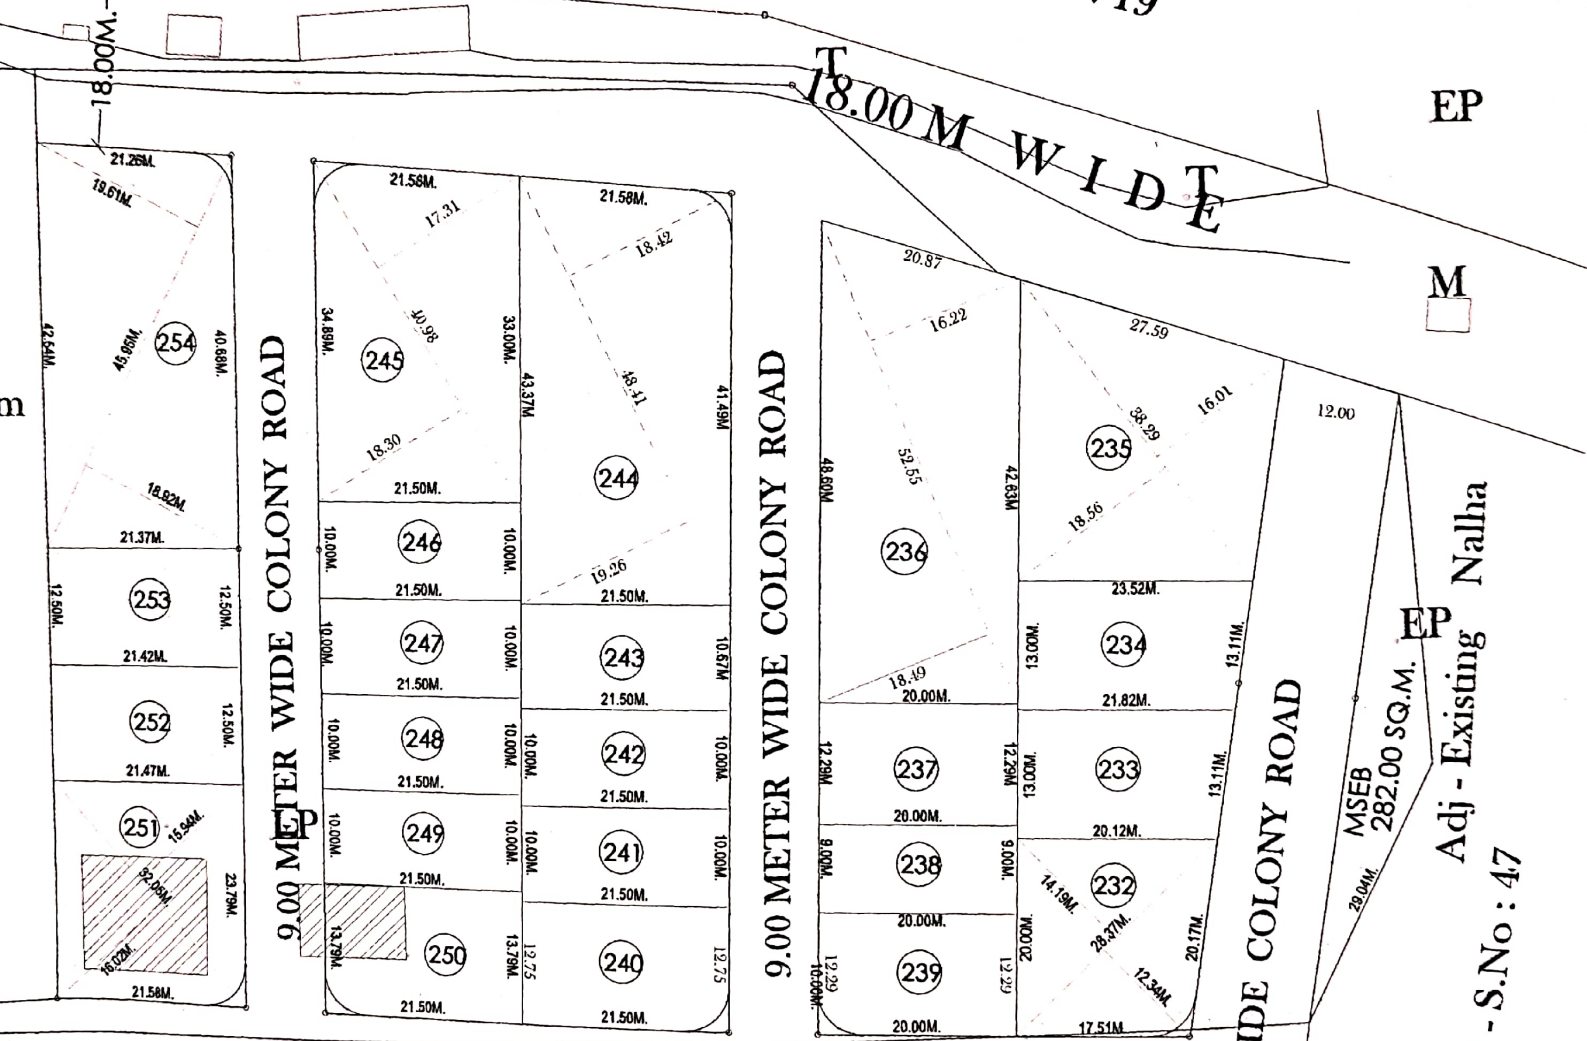 18.00M.
18.00 M WIDE
T
T
EP
M
21.26M.
19.61M.
42.54M.
45.95M.
254
40.68M.
18.92M.
21.37M.
12.50M.
253
12.50M.
21.42M.
252
12.50M.
21.47M.
251
15.94M.
32.06M.
16.02M.
23.79M.
21.58M.
m
9.00 METER WIDE COLONY ROAD
EP
21.58M.
17.31
34.89M.
40.98
33.00M.
245
18.30
21.50M.
10.00M.
246
10.00M.
21.50M.
10.00M.
247
10.00M.
21.50M.
10.00M.
248
10.00M.
21.50M.
10.00M.
249
10.00M.
21.50M.
13.79M.
250
13.79M.
21.50M.
21.58M.
18.42
43.37M
48.41
41.49M
244
19.26
21.50M.
243
10.67M
21.50M.
10.00M.
242
10.00M.
21.50M.
10.00M.
241
10.00M.
21.50M.
12.75
240
12.75
21.50M.
9.00 METER WIDE COLONY ROAD
20.87
16.22
48.60M
52.55
42.63M
236
18.49
20.00M.
12.29M
237
12.29M
20.00M.
9.00M.
238
9.00M.
20.00M.
12.29
10.00M.
239
12.29
20.00M.
27.59
38.29
16.01
235
18.56
23.52M.
13.00M.
234
13.11M.
21.82M.
13.00M.
233
13.11M.
20.12M.
14.19M.
232
28.37M.
20.00M.
20.17M.
12.34M.
17.51M
12.00
IDE COLONY ROAD
EP
MSEB
282.00 SQ.M.
29.04M.
Adj - Existing Nalha
- S.No : 47